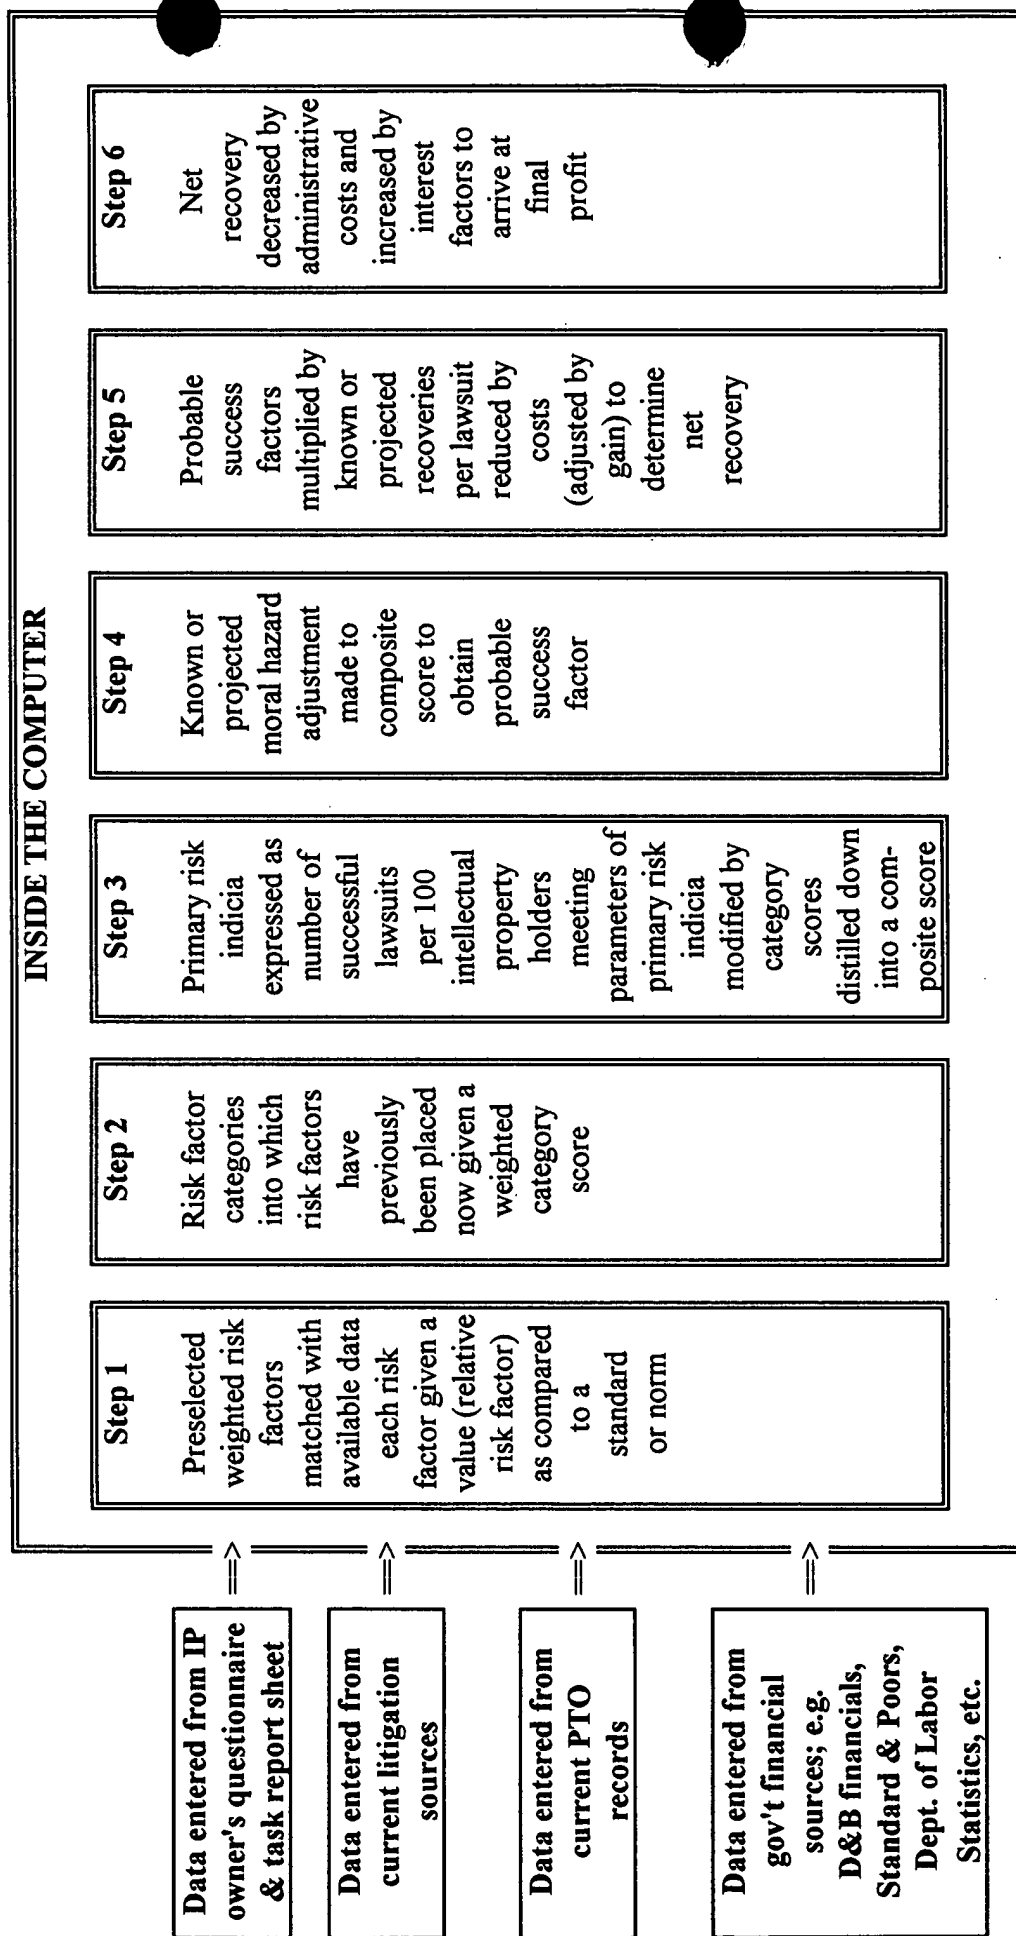 INSIDE THE COMPUTER
Data entered from IP
owner's questionnaire
& task report sheet
Data entered from
current litigation
sources
Data entered from
current PTO
records
Data entered from
gov't financial
sources; e.g.
D&B financials,
Standard & Poors,
Dept. of Labor
Statistics, etc.
==>
==>
==>
==>
Step 1
Preselected
weighted risk
factors
matched with
available data
each risk
factor given a
value (relative
risk factor)
as compared
to a
standard
or norm
Step 2
Risk factor
categories
into which
risk factors
have
previously
been placed
now given a
weighted
category
score
Step 3
Primary risk
indicia
expressed as
number of
successful
lawsuits
per 100
intellectual
property
holders
meeting
parameters of
primary risk
indicia
modified by
category
scores
distilled down
into a com-
posite score
Step 4
Known or
projected
moral hazard
adjustment
made to
composite
score to
obtain
probable
success
factor
Step 5
Probable
success
factors
multiplied by
known or
projected
recoveries
per lawsuit
reduced by
costs
(adjusted by
gain) to
determine
net
recovery
Step 6
Net
recovery
decreased by
administrative
costs and
increased by
interest
factors to
arrive at
final
profit